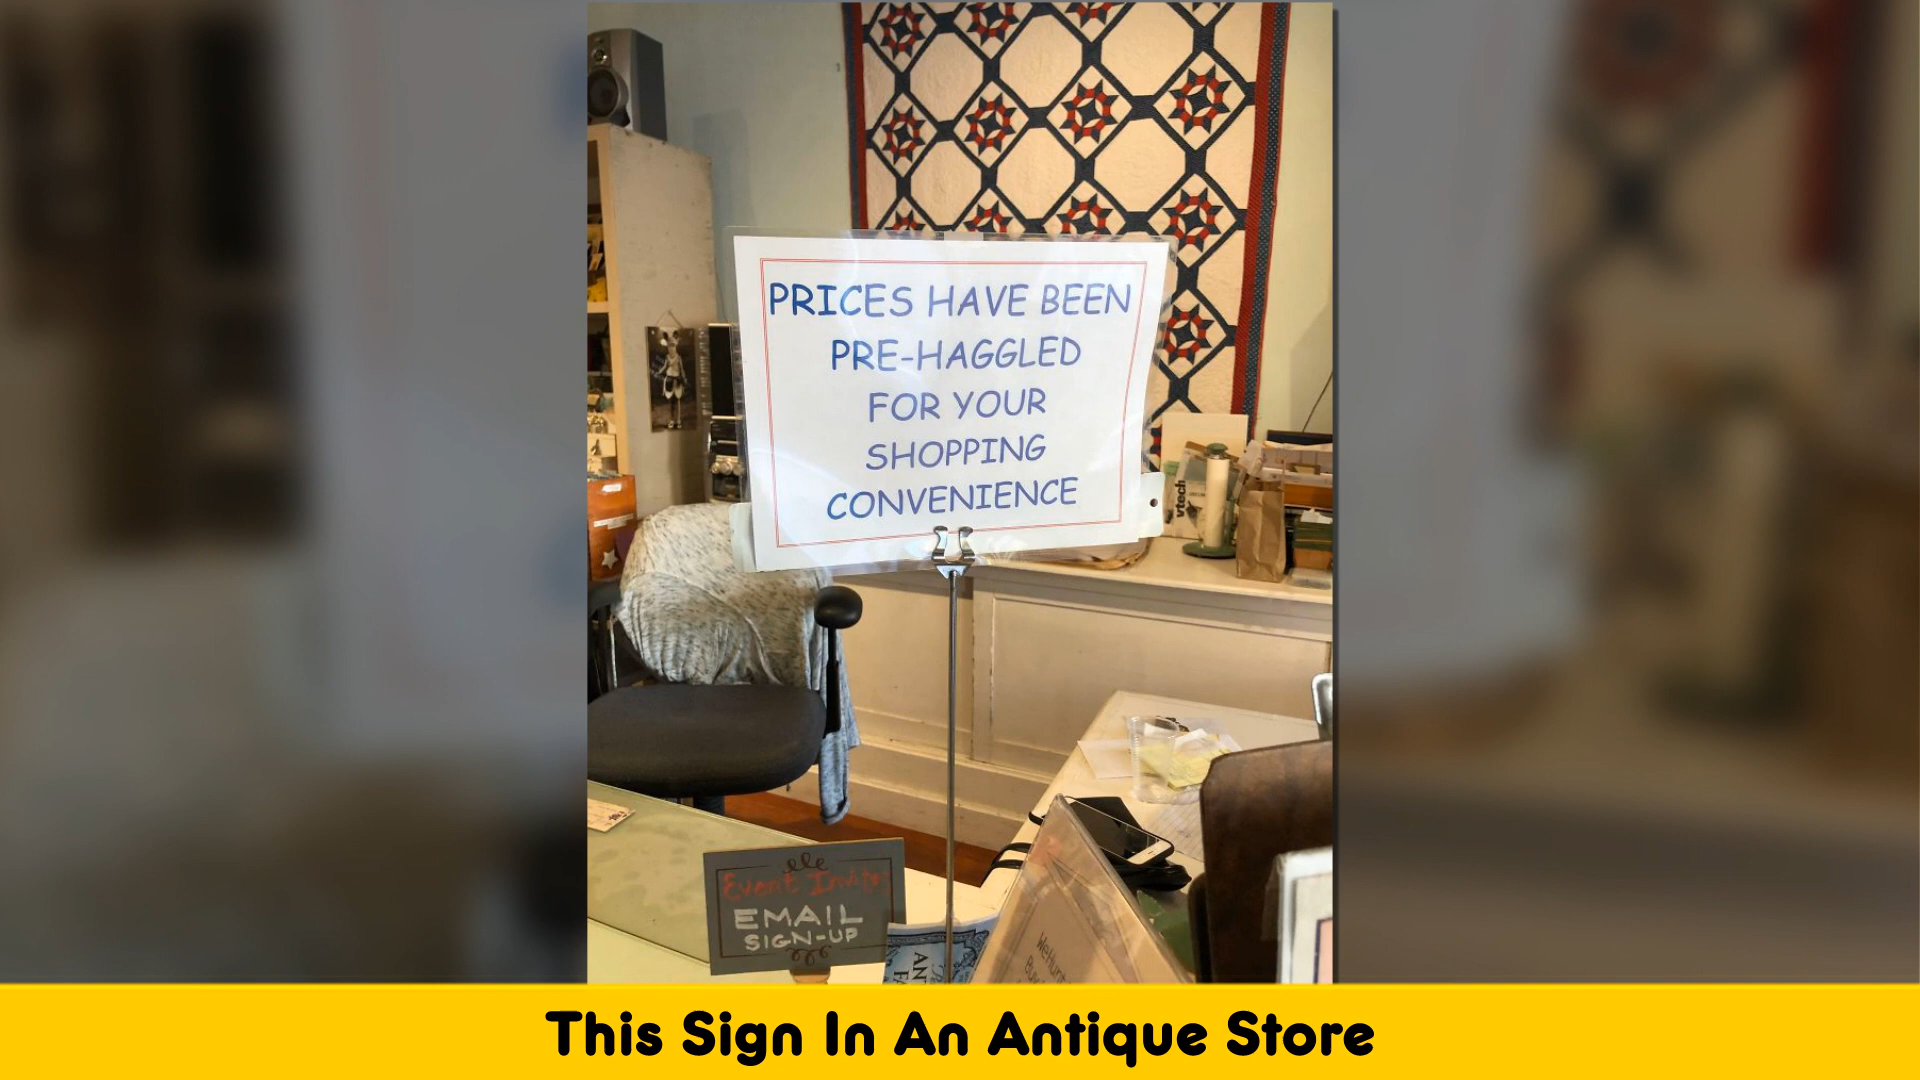 PRICES HAVE BEEN
PRE-HAGGLED
FOR YOUR
SHOPPING
CONVENIENCE
vtech
Event
EMAIL
SIGN-UP
This Sign In An Antique Store